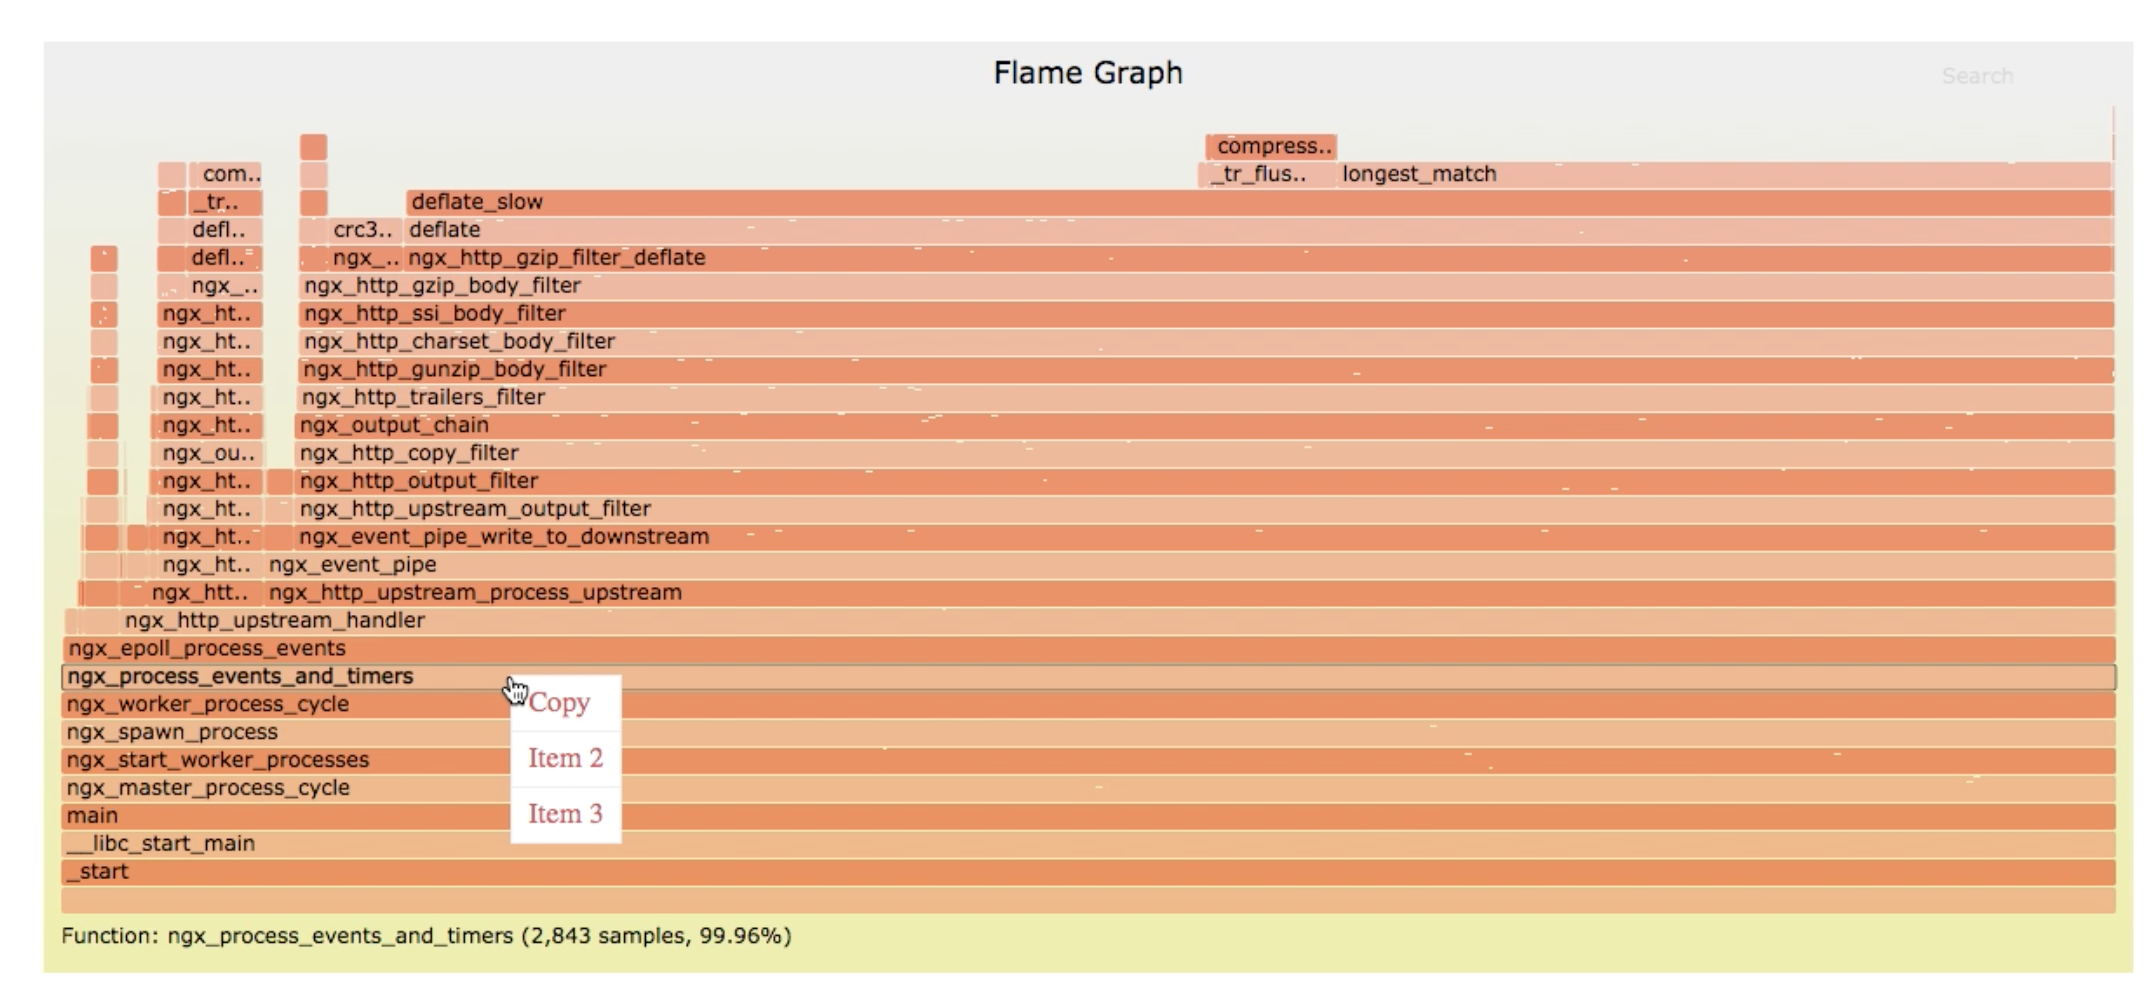 Flame Graph
Search
compress..
com.. _tr_flus.. longest_match
_tr.. deflate_slow
defl.. crc3.. deflate
defl.. ngx_.. ngx_http_gzip_filter_deflate
ngx_.. ngx_http_gzip_body_filter
ngx_ht.. ngx_http_ssi_body_filter
ngx_ht.. ngx_http_charset_body_filter
ngx_ht.. ngx_http_gunzip_body_filter
ngx_ht.. ngx_http_trailers_filter
ngx_ht.. ngx_output_chain
ngx_ou.. ngx_http_copy_filter
ngx_ht.. ngx_http_output_filter
ngx_ht.. ngx_http_upstream_output_filter
ngx_ht.. ngx_event_pipe_write_to_downstream
ngx_ht.. ngx_event_pipe
ngx_htt.. ngx_http_upstream_process_upstream
ngx_http_upstream_handler
ngx_epoll_process_events
ngx_process_events_and_timers
ngx_worker_process_cycle
ngx_spawn_process
ngx_start_worker_processes
ngx_master_process_cycle
main
__libc_start_main
_start
Copy
Item 2
Item 3
Function: ngx_process_events_and_timers (2,843 samples, 99.96%)